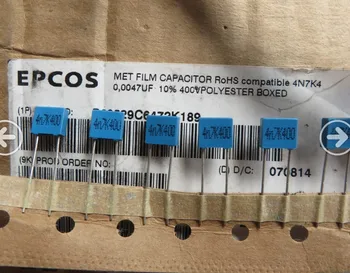 EPCOS
MET FILM CAPACITOR RoHS compatible 4N7K4
0,0047UF 10% 400V POLYESTER BOXED
(1P)
4n7K400 4n7K400 4n7K400 4n7K400 4n7K400
(9K) PROD ORDER NO: (D) D/C: 070814